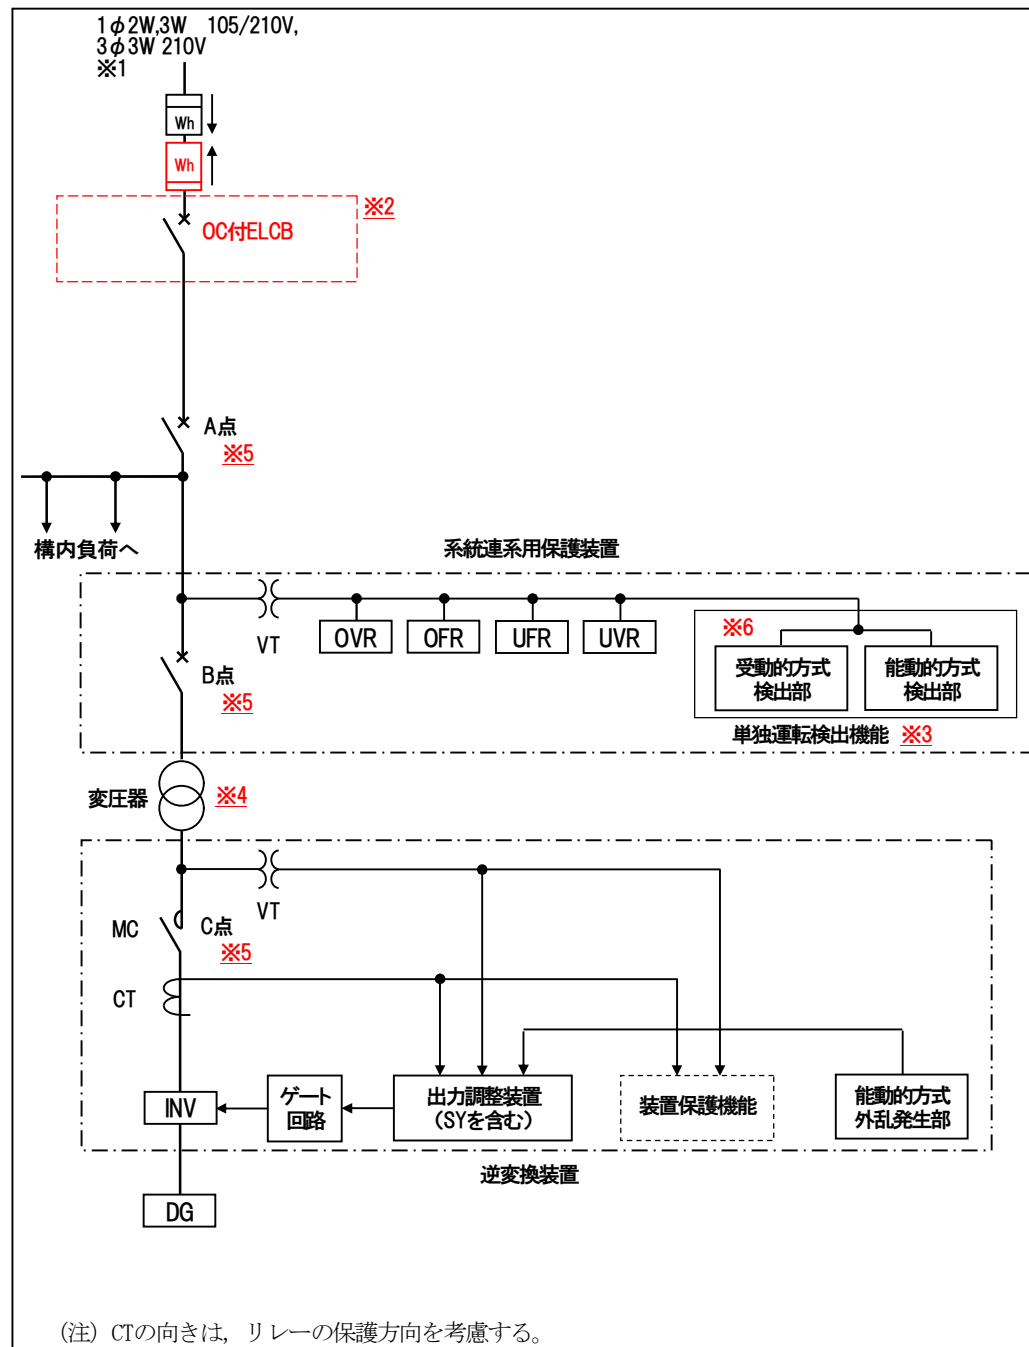 1φ2W,3W 105/210V,
3φ3W 210V
※1
Wh
Wh
※2
OC付ELCB
A点
※5
構内負荷へ
系統連系用保護装置
VT
OVR
OFR
UFR
UVR
※6
受動的方式
検出部
能動的方式
検出部
単独運転検出機能 ※3
B点
※5
変圧器
※4
VT
MC
C点
※5
CT
INV
ゲート
回路
出力調整装置
(SYを含む)
装置保護機能
能動的方式
外乱発生部
逆変換装置
DG
(注) CTの向きは，リレーの保護方向を考慮する。